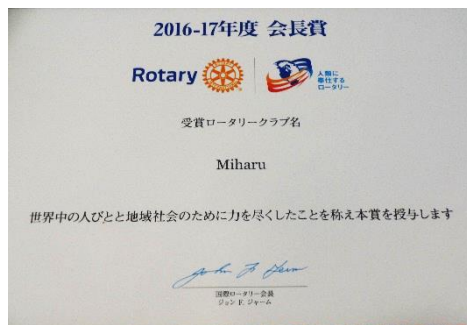 2016-17年度 会長賞
Rotary
人類に
奉仕する
ロータリー
受賞ロータリークラブ名
Miharu
世界中の人びとと地域社会のために力を尽くしたことを称え本賞を授与します
John F Germ
国際ロータリー会長
ジョン F. ジャーム